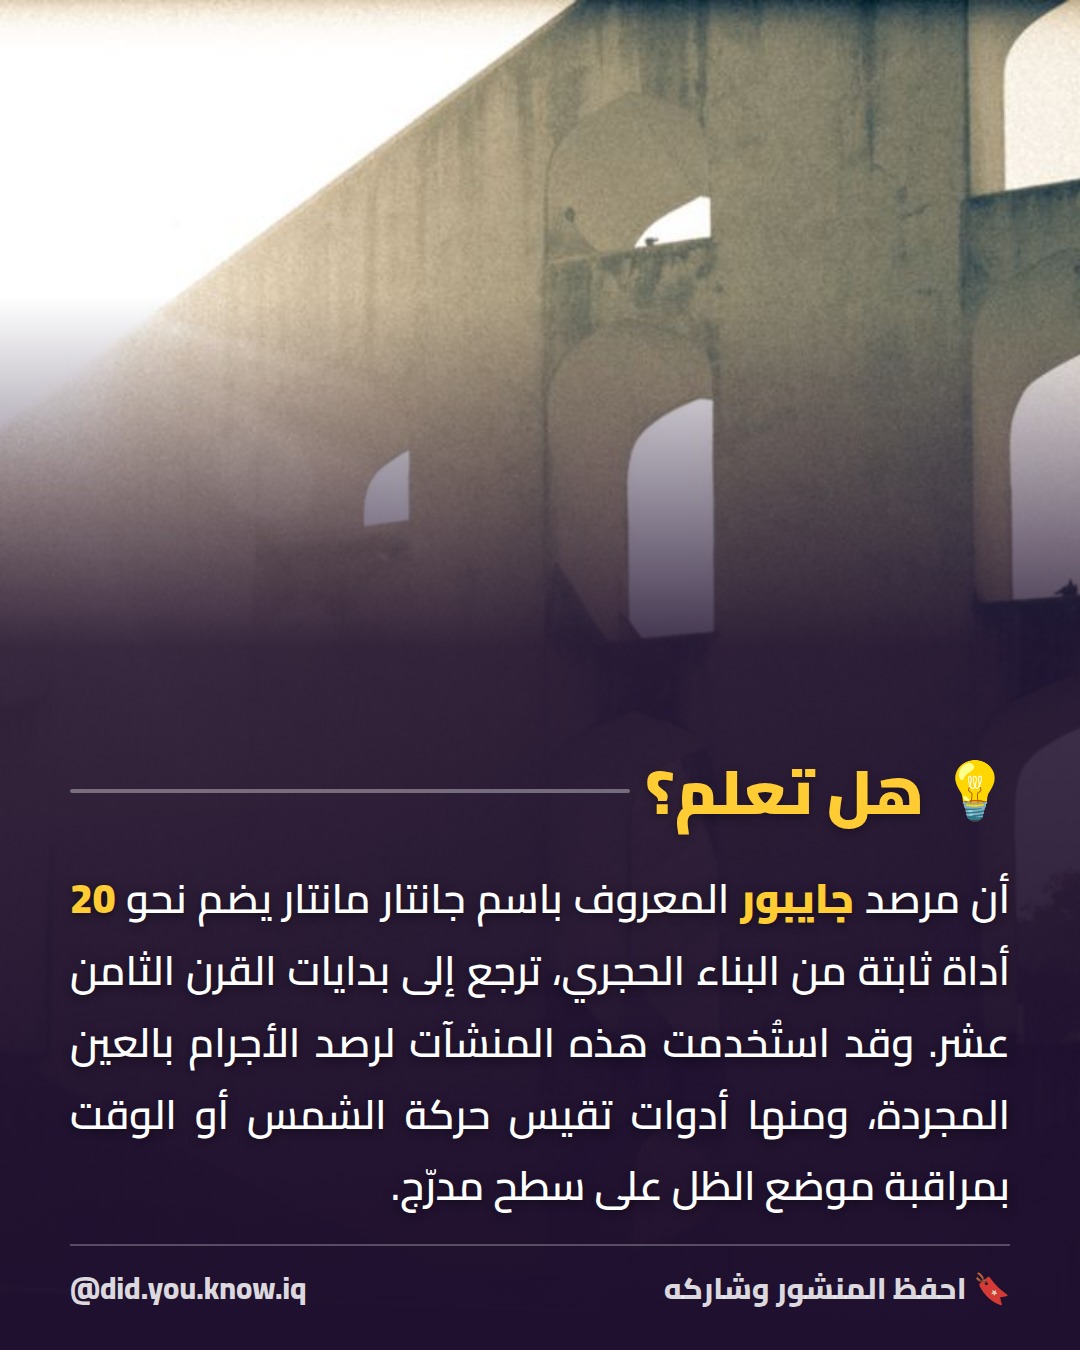 💡 هل تعلم؟
أن مرصد جايبور المعروف باسم جانتار مانتار يضم نحو 20
أداة ثابتة من البناء الحجري، ترجع إلى بدايات القرن الثامن
عشر. وقد استُخدمت هذه المنشآت لرصد الأجرام بالعين
المجردة، ومنها أدوات تقيس حركة الشمس أو الوقت
بمراقبة موضع الظل على سطح مدرّج.
🔖 احفظ المنشور وشاركه
@did.you.know.iq